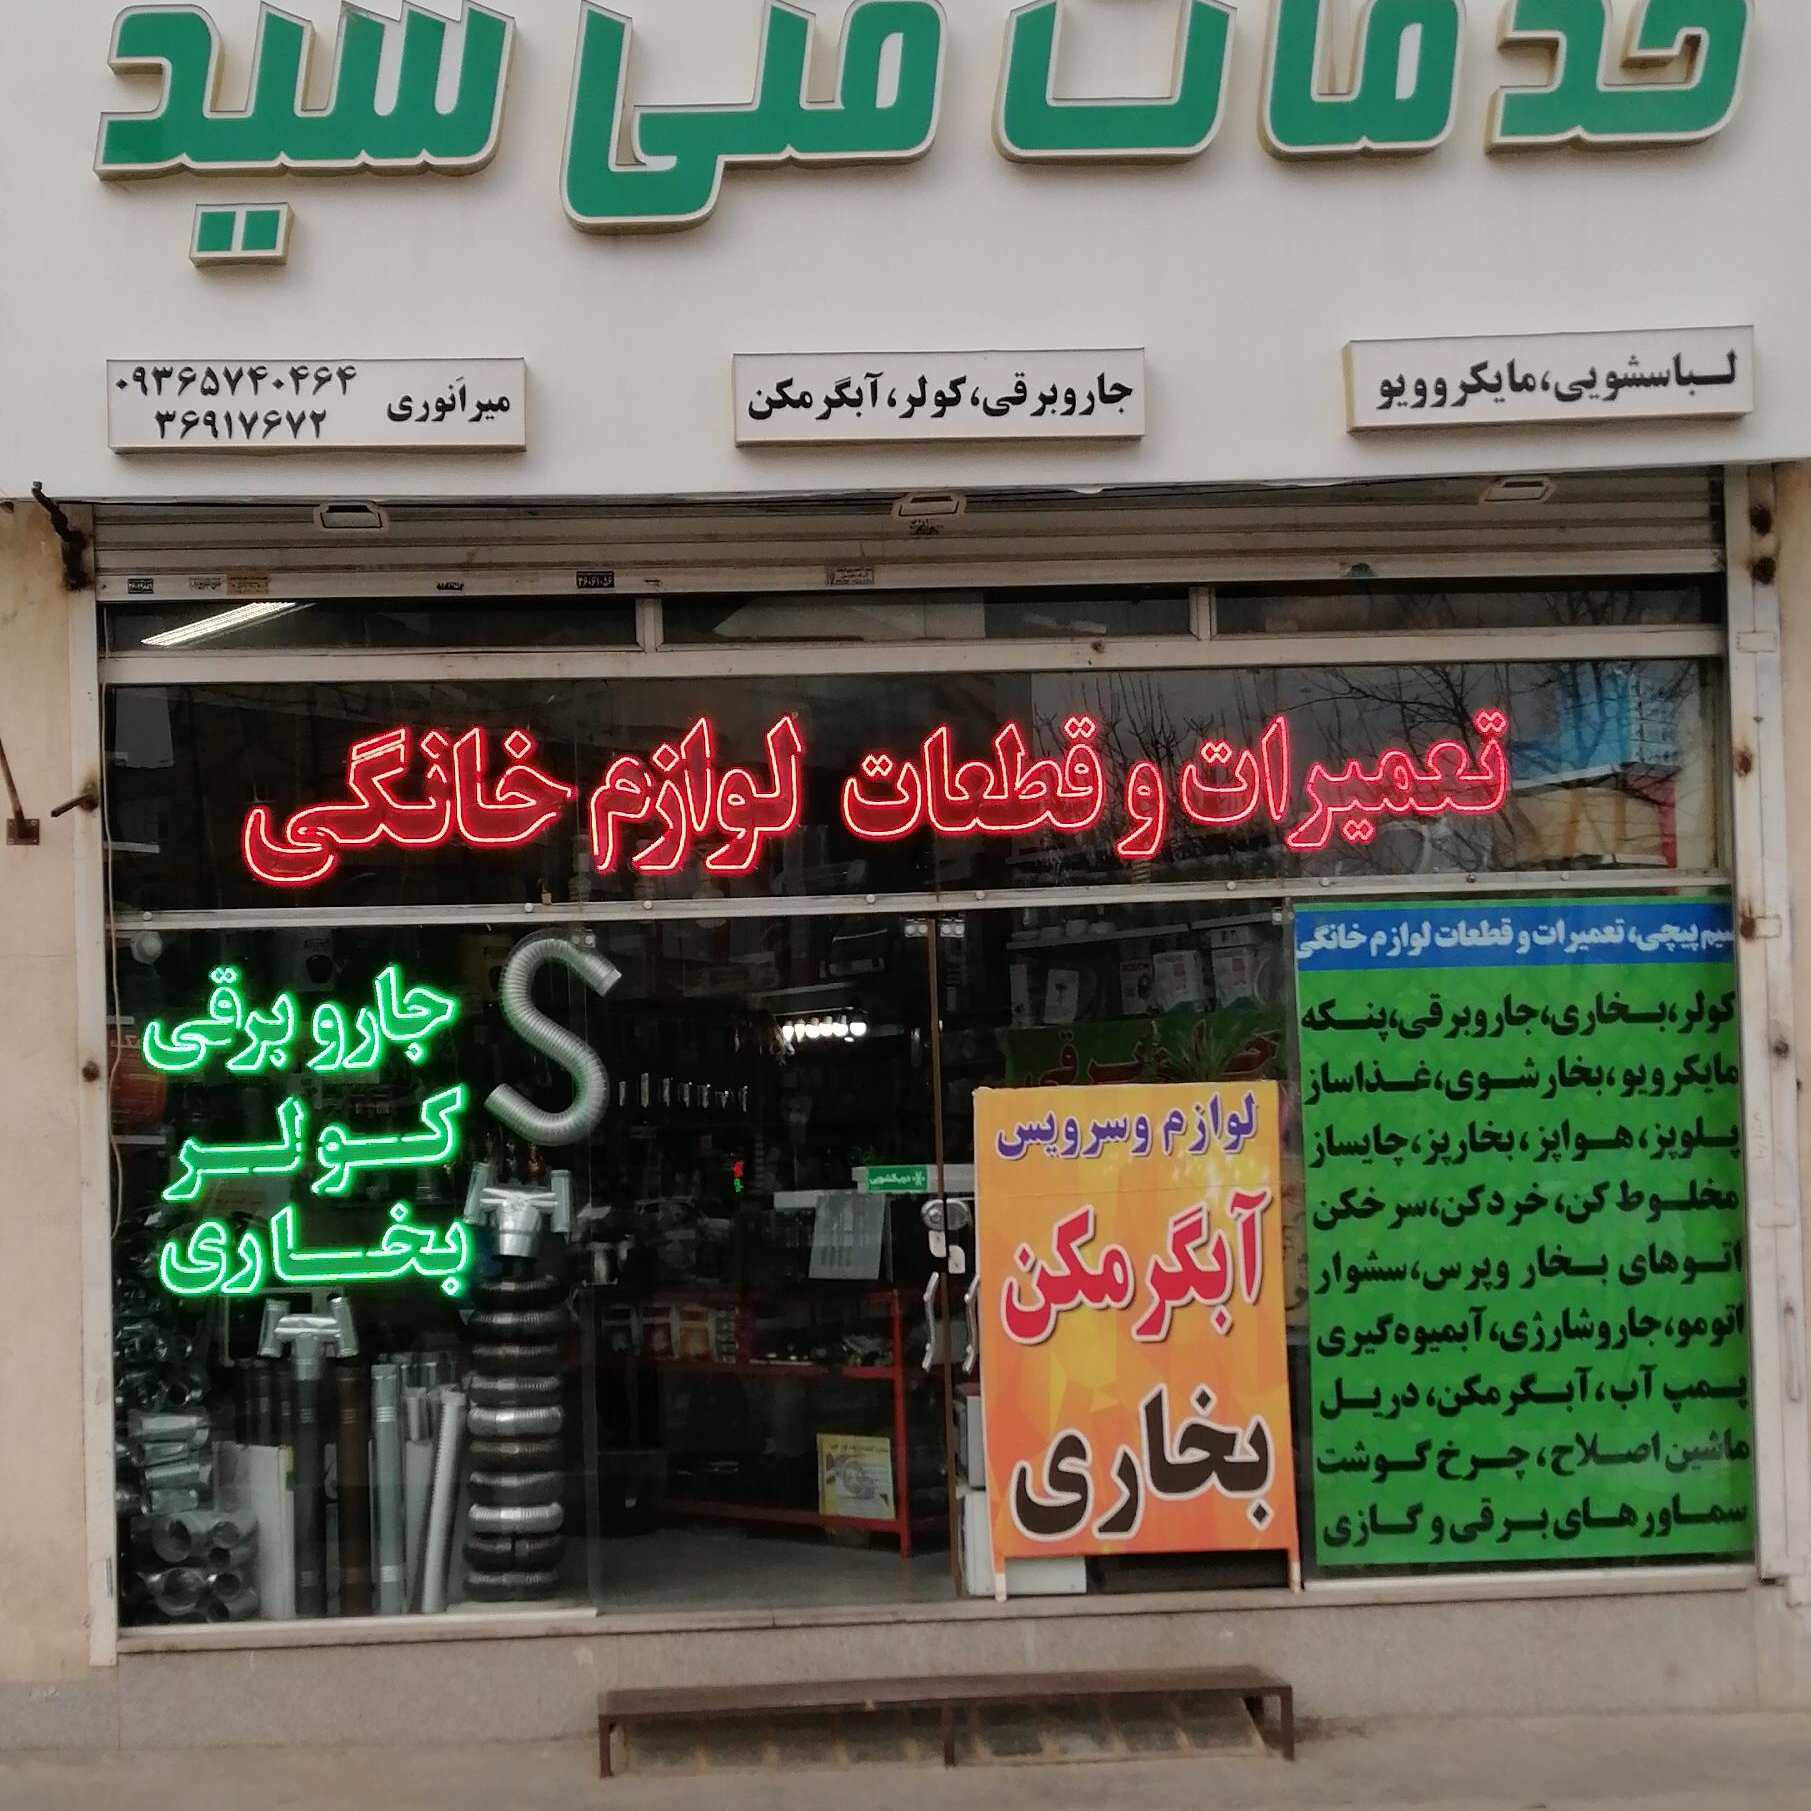 خدمات فنی سید
لباسشویی،مایکروویو
جاروبرقی،کولر،آبگرمکن
میرآنوری
۰۹۳۶۵۷۴۰۴۶۴
۳۶۹۱۷۶۷۲
تعمیرات و قطعات لوازم خانگی
جارو برقی
کولر
بخاری
لوازم وسرویس
آبگرمکن
بخاری
سیم پیچی، تعمیرات و قطعات لوازم خانگی
کولر،بخاری،جاروبرقی،پنکه
مایکرویو،بخارشوی،غذاساز
پلوپز،هواپز،بخارپز،چایساز
مخلوط کن،خردکن،سرخکن
اتوهای بخار وپرس،سشوار
اتومو،جاروشارژی،آبمیوه گیری
پمپ آب،آبگرمکن،دریل
ماشین اصلاح،چرخ گوشت
سماورهای برقی و گازی